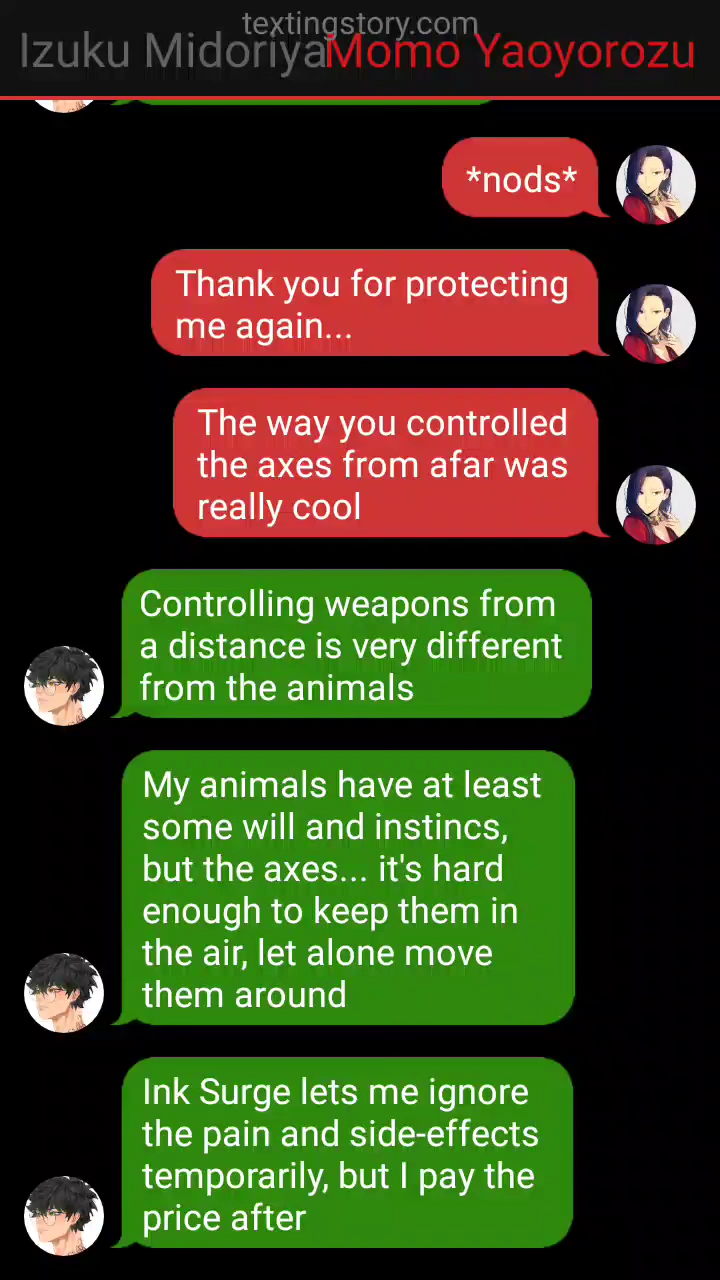 textingstory.com
Izuku Midoriya Momo Yaoyorozu
*nods*
Thank you for protecting
me again...
The way you controlled
the axes from afar was
really cool
Controlling weapons from
a distance is very different
from the animals
My animals have at least
some will and instincs,
but the axes... it's hard
enough to keep them in
the air, let alone move
them around
Ink Surge lets me ignore
the pain and side-effects
temporarily, but I pay the
price after